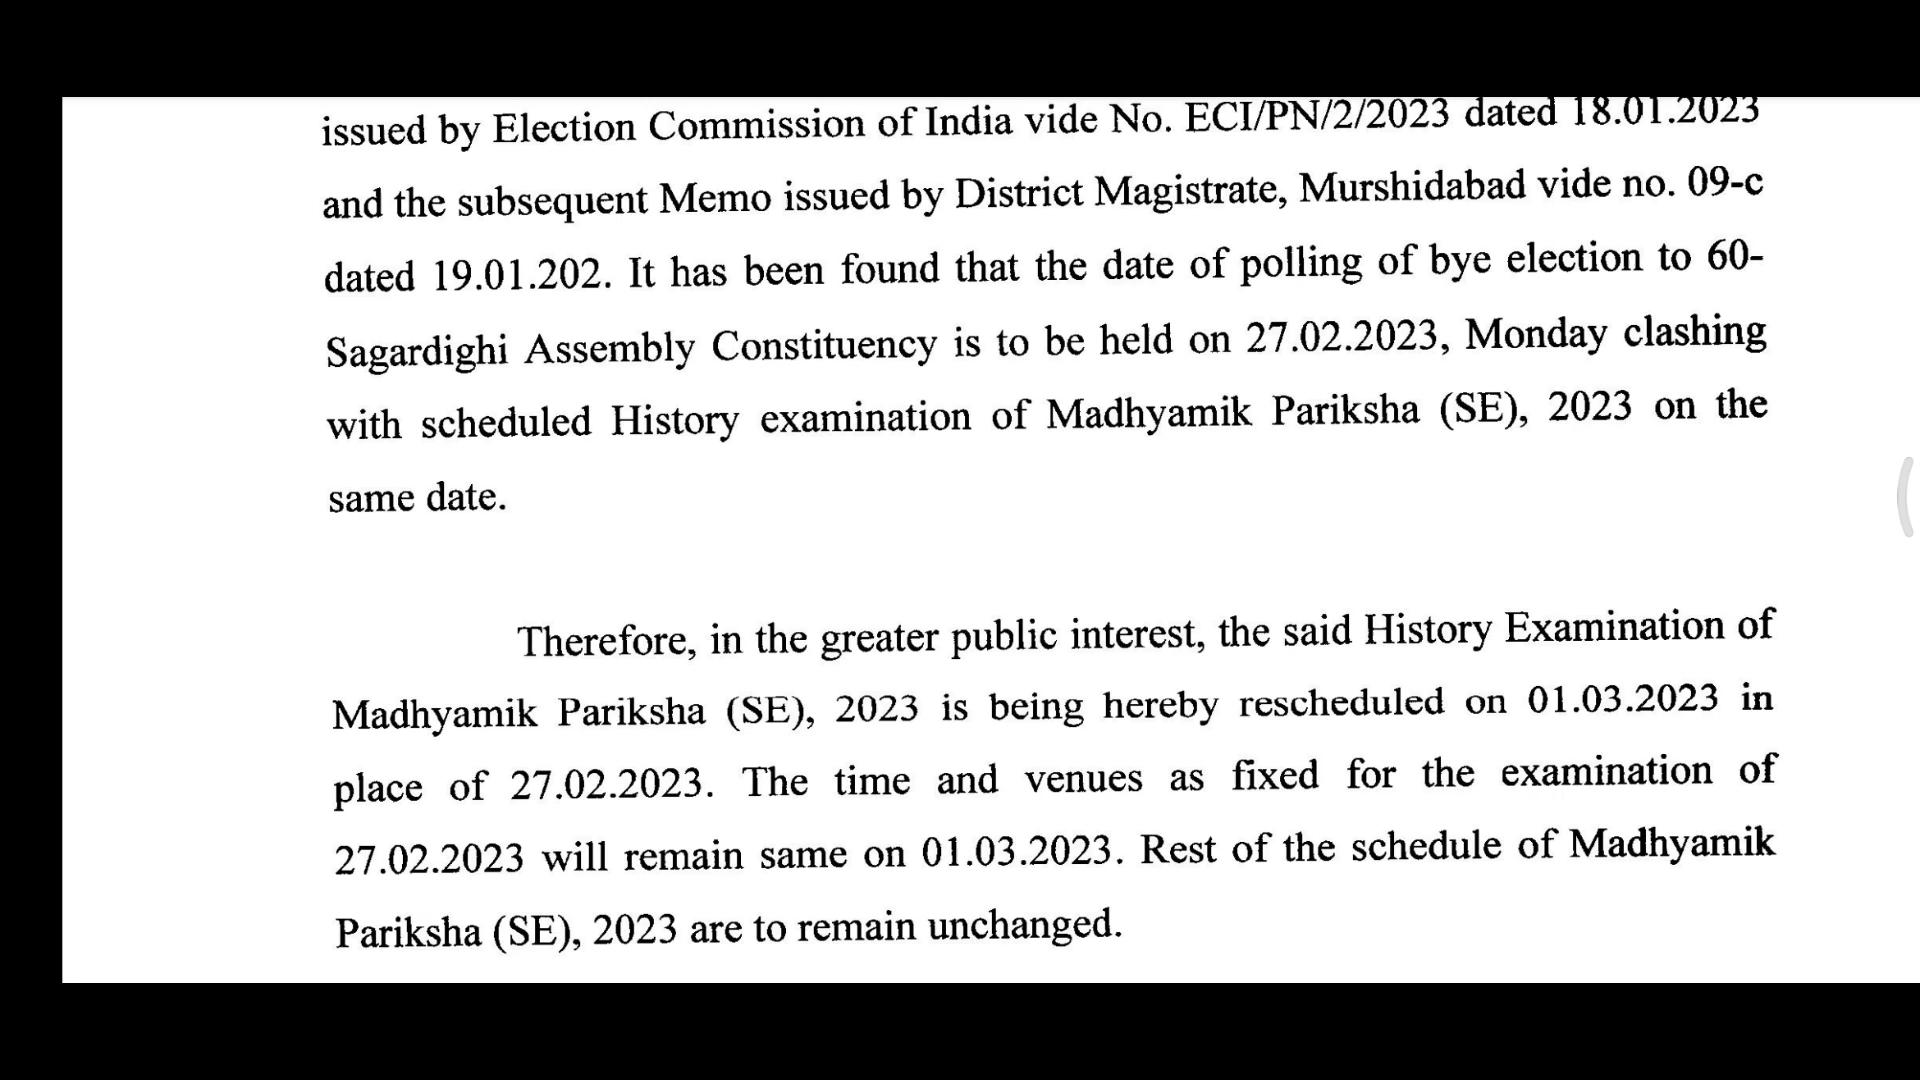 issued by Election Commission of India vide No. ECI/PN/2/2023 dated 18.01.2023
and the subsequent Memo issued by District Magistrate, Murshidabad vide no. 09-c
dated 19.01.202. It has been found that the date of polling of bye election to 60-
Sagardighi Assembly Constituency is to be held on 27.02.2023, Monday clashing
with scheduled History examination of Madhyamik Pariksha (SE), 2023 on the
same date.
Therefore, in the greater public interest, the said History Examination of
Madhyamik Pariksha (SE), 2023 is being hereby rescheduled on 01.03.2023 in
place of 27.02.2023. The time and venues as fixed for the examination of
27.02.2023 will remain same on 01.03.2023. Rest of the schedule of Madhyamik
Pariksha (SE), 2023 are to remain unchanged.